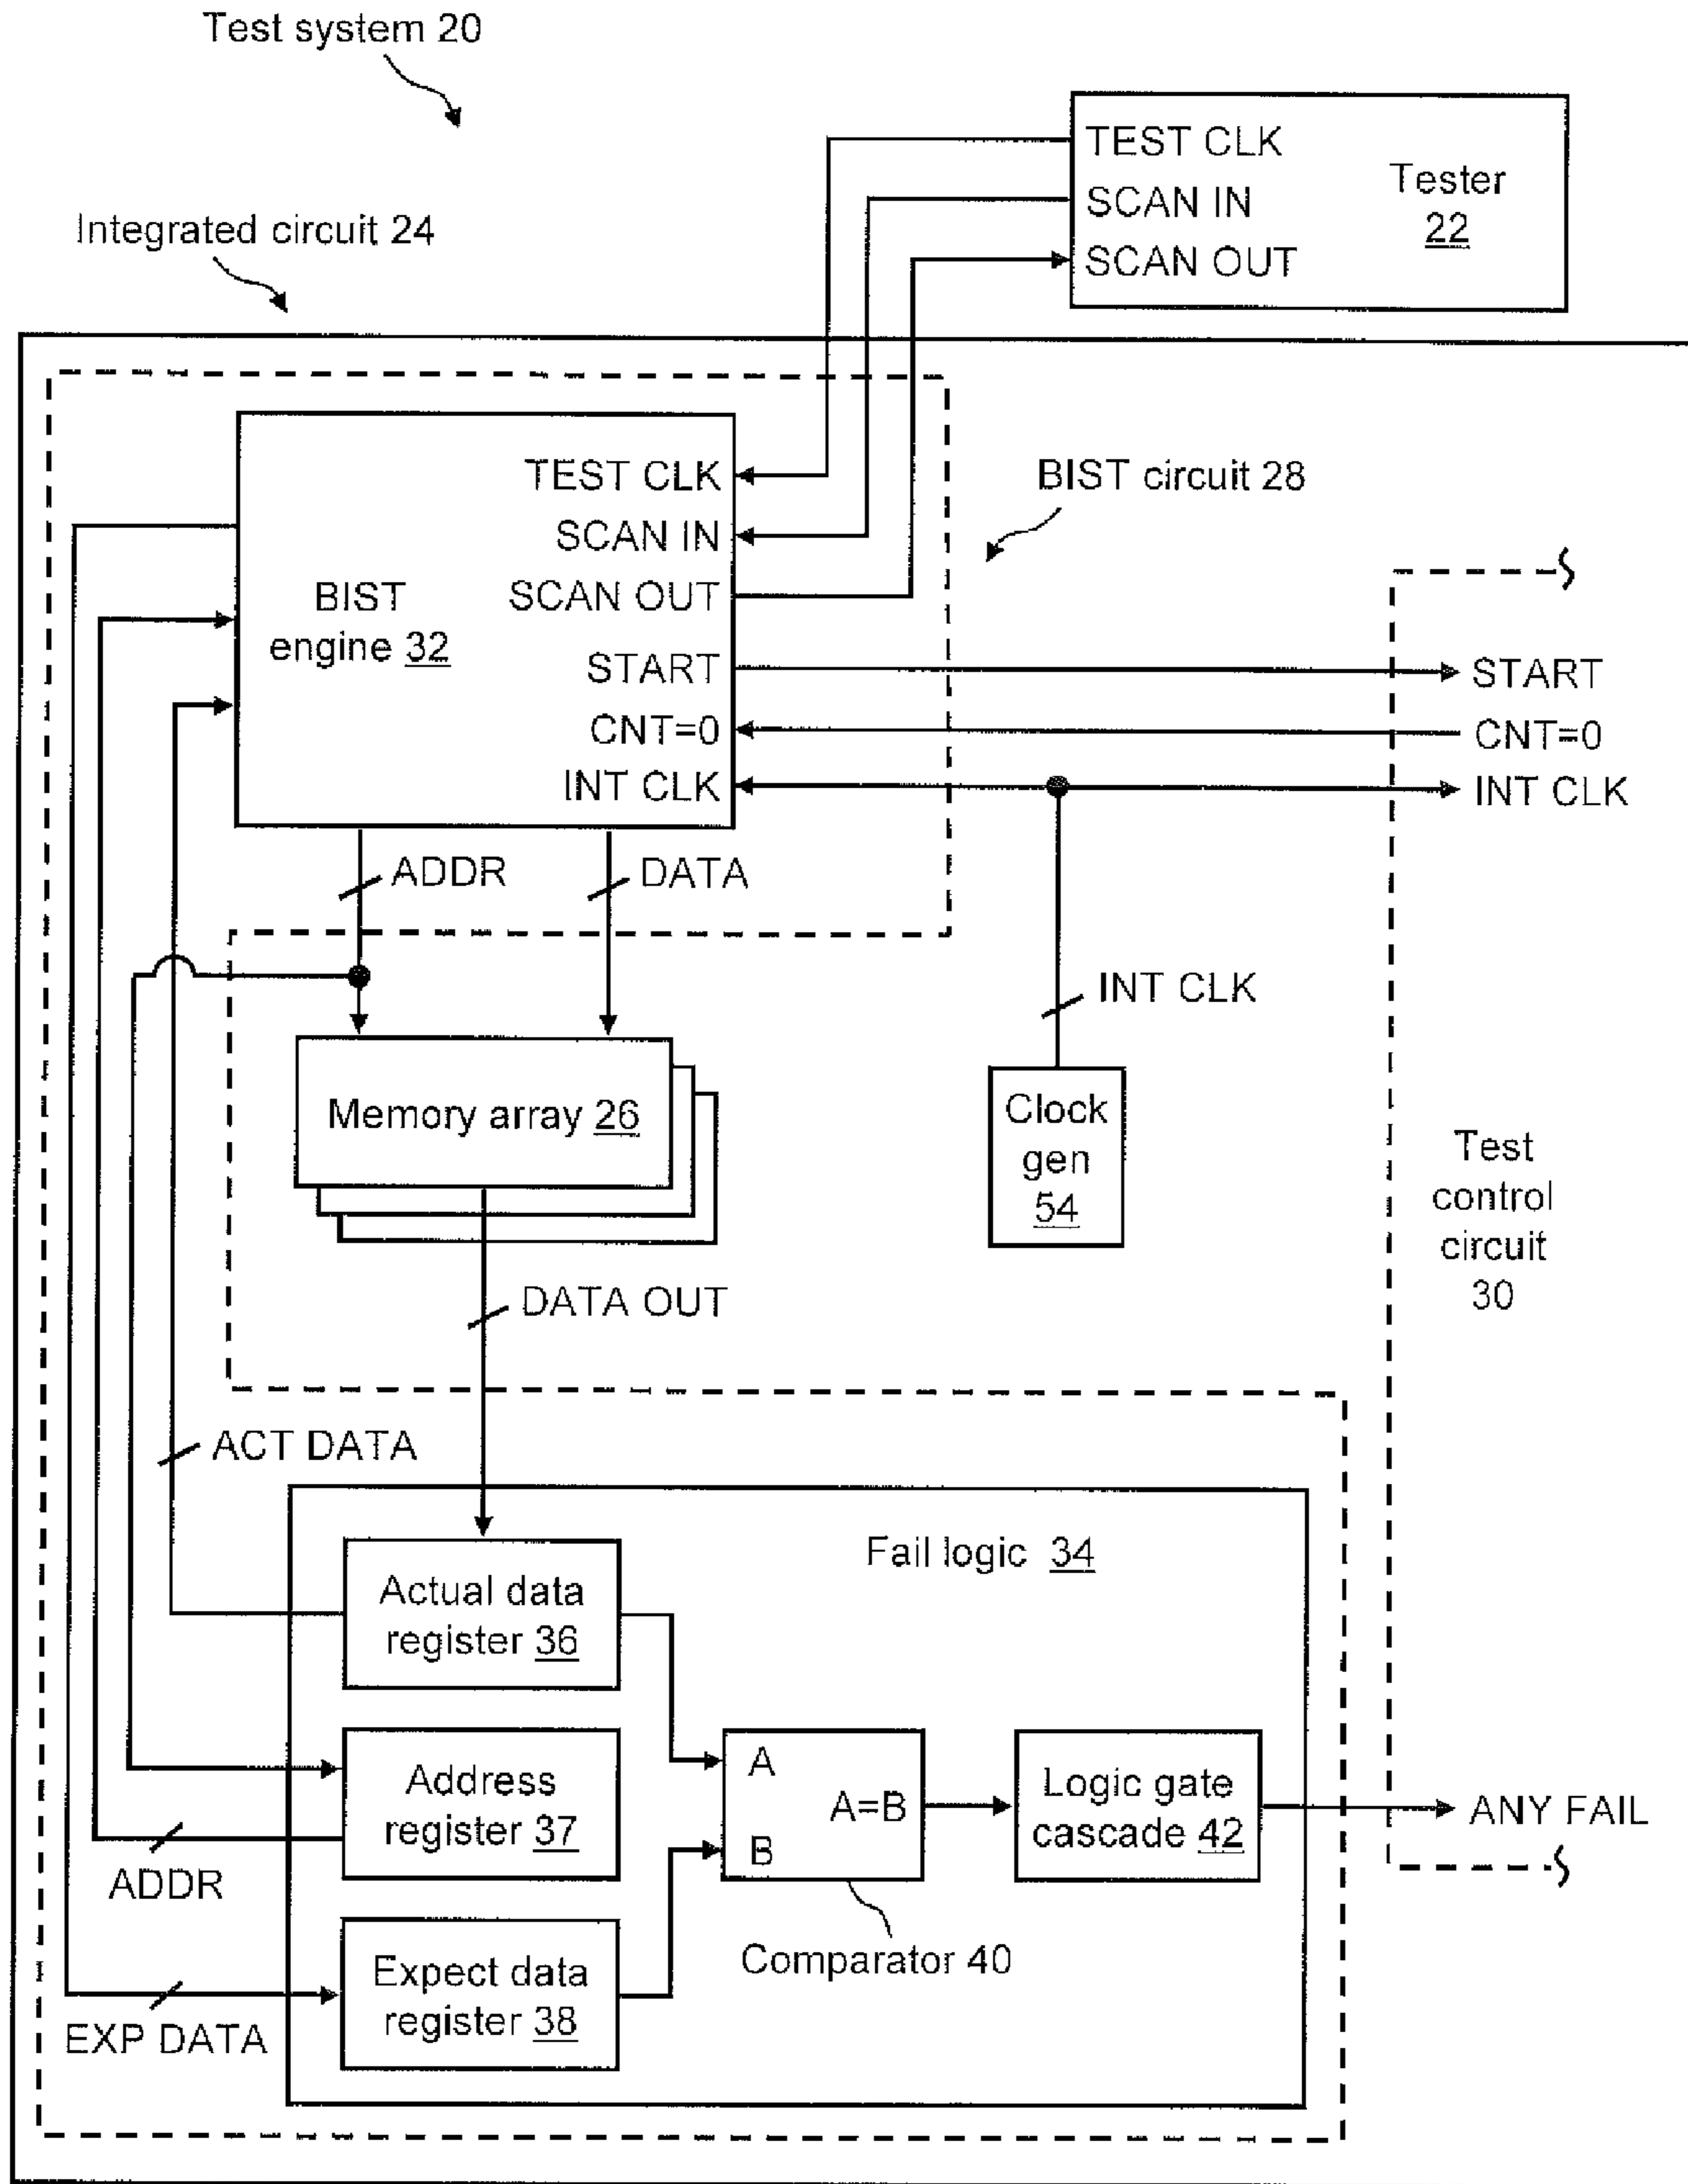 Test system 20
TEST CLK
SCAN IN
SCAN OUT
Tester
22
Integrated circuit 24
TEST CLK
SCAN IN
SCAN OUT
START
CNT=0
INT CLK
BIST
engine 32
BIST circuit 28
START
CNT=0
INT CLK
ADDR
DATA
INT CLK
Memory array 26
Clock
gen
54
Test
control
circuit
30
DATA OUT
ACT DATA
Fail logic 34
Actual data
register 36
Address
register 37
A
A=B
B
Logic gate
cascade 42
ANY FAIL
ADDR
Comparator 40
Expect data
register 38
EXP DATA